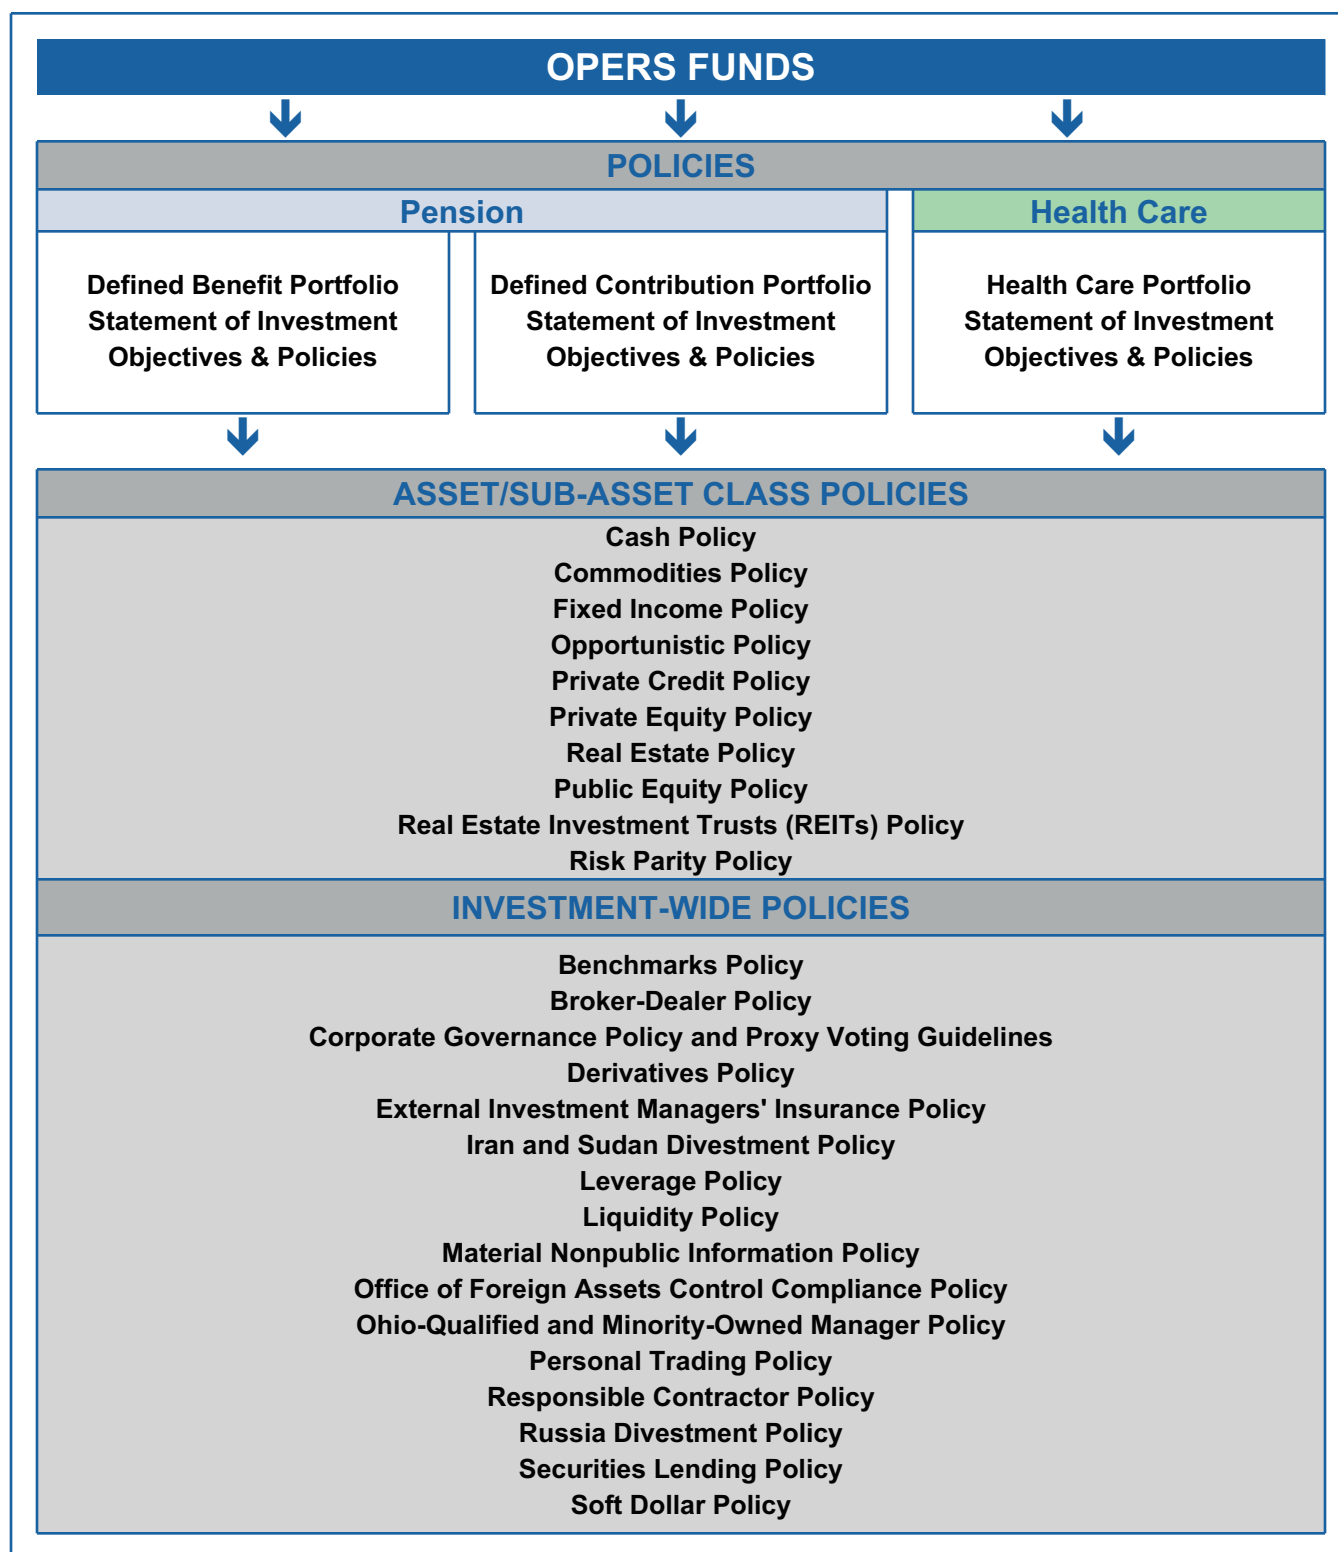 OPERS FUNDS
POLICIES
Pension
Health Care
Defined Benefit Portfolio
Statement of Investment
Objectives & Policies
Defined Contribution Portfolio
Statement of Investment
Objectives & Policies
Health Care Portfolio
Statement of Investment
Objectives & Policies
ASSET/SUB-ASSET CLASS POLICIES
Cash Policy
Commodities Policy
Fixed Income Policy
Opportunistic Policy
Private Credit Policy
Private Equity Policy
Real Estate Policy
Public Equity Policy
Real Estate Investment Trusts (REITs) Policy
Risk Parity Policy
INVESTMENT-WIDE POLICIES
Benchmarks Policy
Broker-Dealer Policy
Corporate Governance Policy and Proxy Voting Guidelines
Derivatives Policy
External Investment Managers' Insurance Policy
Iran and Sudan Divestment Policy
Leverage Policy
Liquidity Policy
Material Nonpublic Information Policy
Office of Foreign Assets Control Compliance Policy
Ohio-Qualified and Minority-Owned Manager Policy
Personal Trading Policy
Responsible Contractor Policy
Russia Divestment Policy
Securities Lending Policy
Soft Dollar Policy